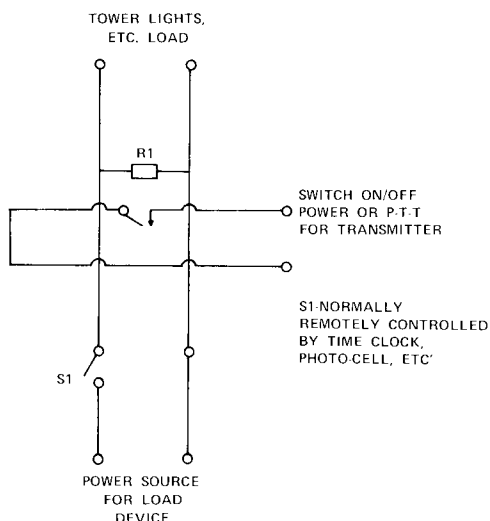 TOWER LIGHTS,
ETC. LOAD
R1
SWITCH ON/OFF
POWER OR P-T-T
FOR TRANSMITTER
S1-NORMALLY
REMOTELY CONTROLLED
BY TIME CLOCK,
PHOTO-CELL, ETC'
S1
POWER SOURCE
FOR LOAD
DEVICE